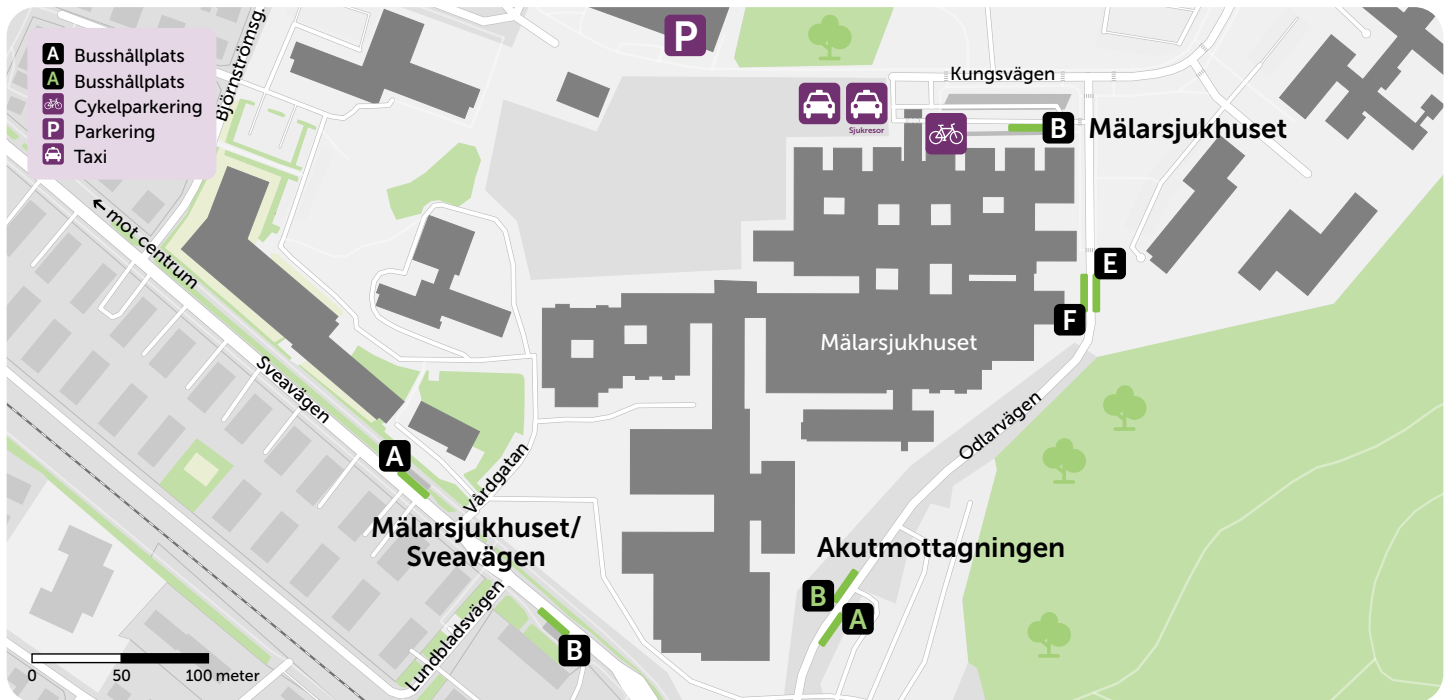 A Busshållplats
A Busshållplats
Cykelparkering
P Parkering
Taxi
Björnströmsg.
P
Kungsvägen
Sjukresor
B Mälarsjukhuset
← mot centrum
E
F
Mälarsjukhuset
Sveavägen
Odlarvägen
A
Vårdgatan
Mälarsjukhuset/
Sveavägen
Akutmottagningen
B
A
Lundbladsvägen
B
0 50 100 meter